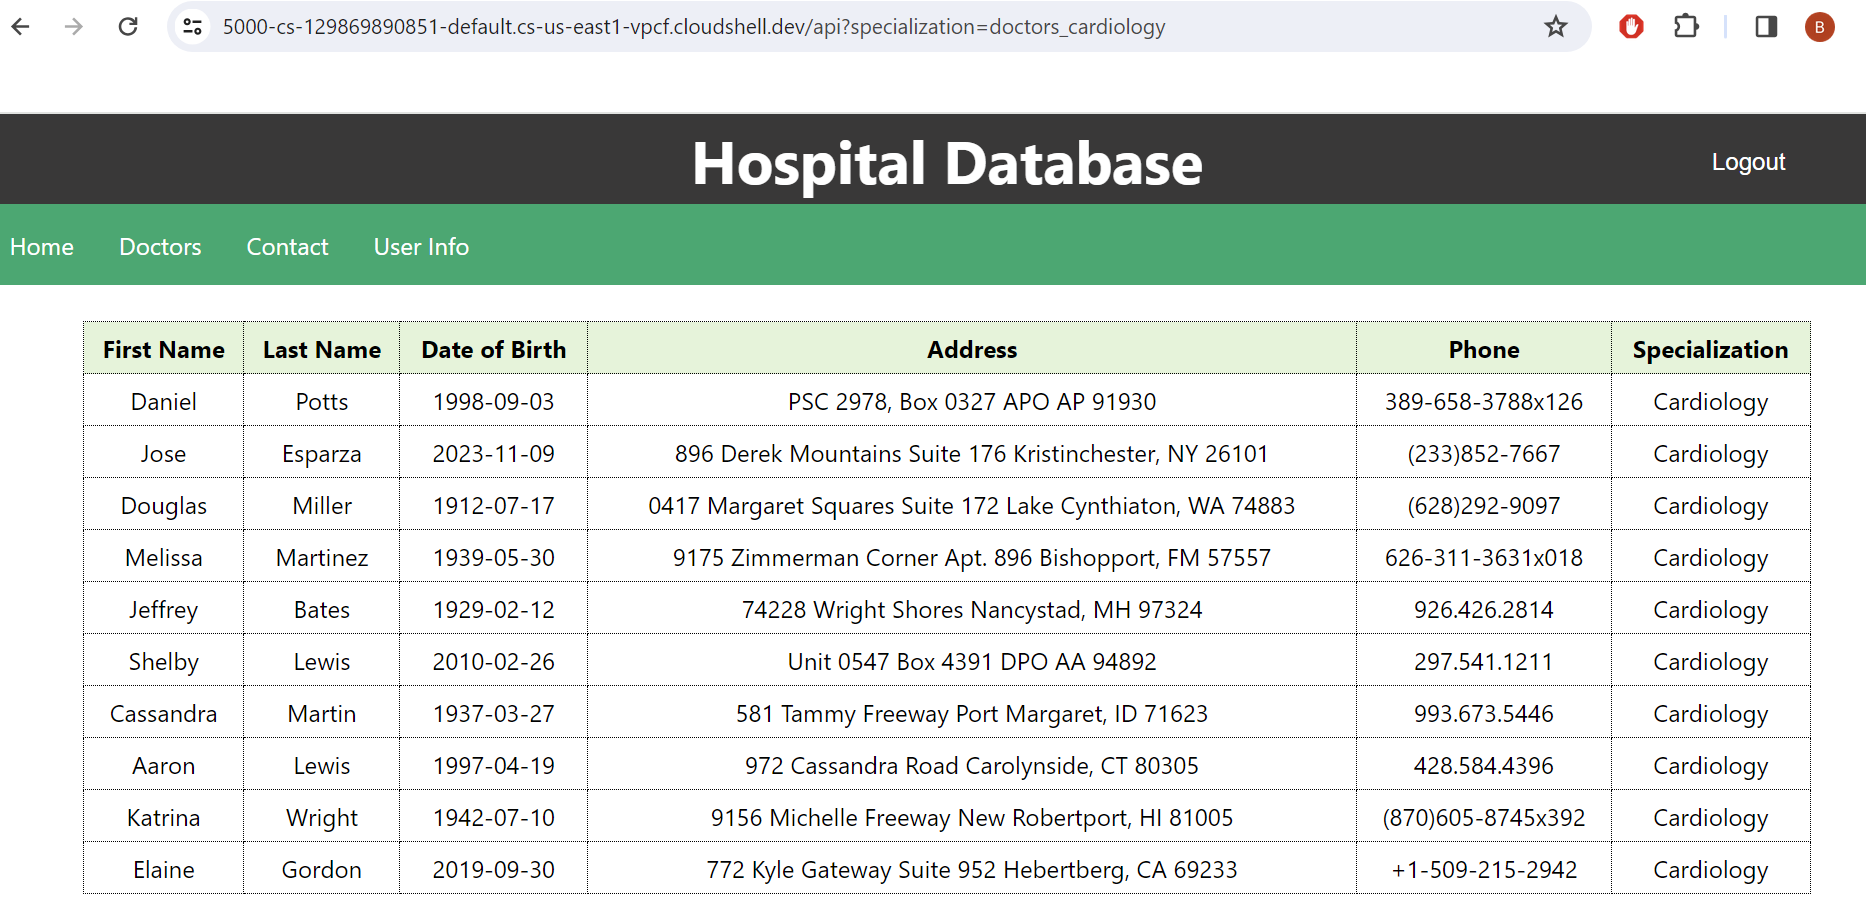 5000-cs-129869890851-default.cs-us-east1-vpcf.cloudshell.dev/api?specialization=doctors_cardiology
B
Hospital Database
Logout
Home Doctors Contact User Info
First Name Last Name Date of Birth Address Phone Specialization
Daniel Potts 1998-09-03 PSC 2978, Box 0327 APO AP 91930 389-658-3788x126 Cardiology
Jose Esparza 2023-11-09 896 Derek Mountains Suite 176 Kristinchester, NY 26101 (233)852-7667 Cardiology
Douglas Miller 1912-07-17 0417 Margaret Squares Suite 172 Lake Cynthiaton, WA 74883 (628)292-9097 Cardiology
Melissa Martinez 1939-05-30 9175 Zimmerman Corner Apt. 896 Bishopport, FM 57557 626-311-3631x018 Cardiology
Jeffrey Bates 1929-02-12 74228 Wright Shores Nancystad, MH 97324 926.426.2814 Cardiology
Shelby Lewis 2010-02-26 Unit 0547 Box 4391 DPO AA 94892 297.541.1211 Cardiology
Cassandra Martin 1937-03-27 581 Tammy Freeway Port Margaret, ID 71623 993.673.5446 Cardiology
Aaron Lewis 1997-04-19 972 Cassandra Road Carolynside, CT 80305 428.584.4396 Cardiology
Katrina Wright 1942-07-10 9156 Michelle Freeway New Robertport, HI 81005 (870)605-8745x392 Cardiology
Elaine Gordon 2019-09-30 772 Kyle Gateway Suite 952 Hebertberg, CA 69233 +1-509-215-2942 Cardiology